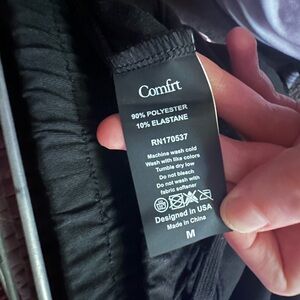 Comfrt
90% POLYESTER
10% ELASTANE
RN170537
Machine wash cold
Wash with like colors
Tumble dry low
Do not bleach
Do not wash with
fabric softener
Designed in USA
Made in China
M